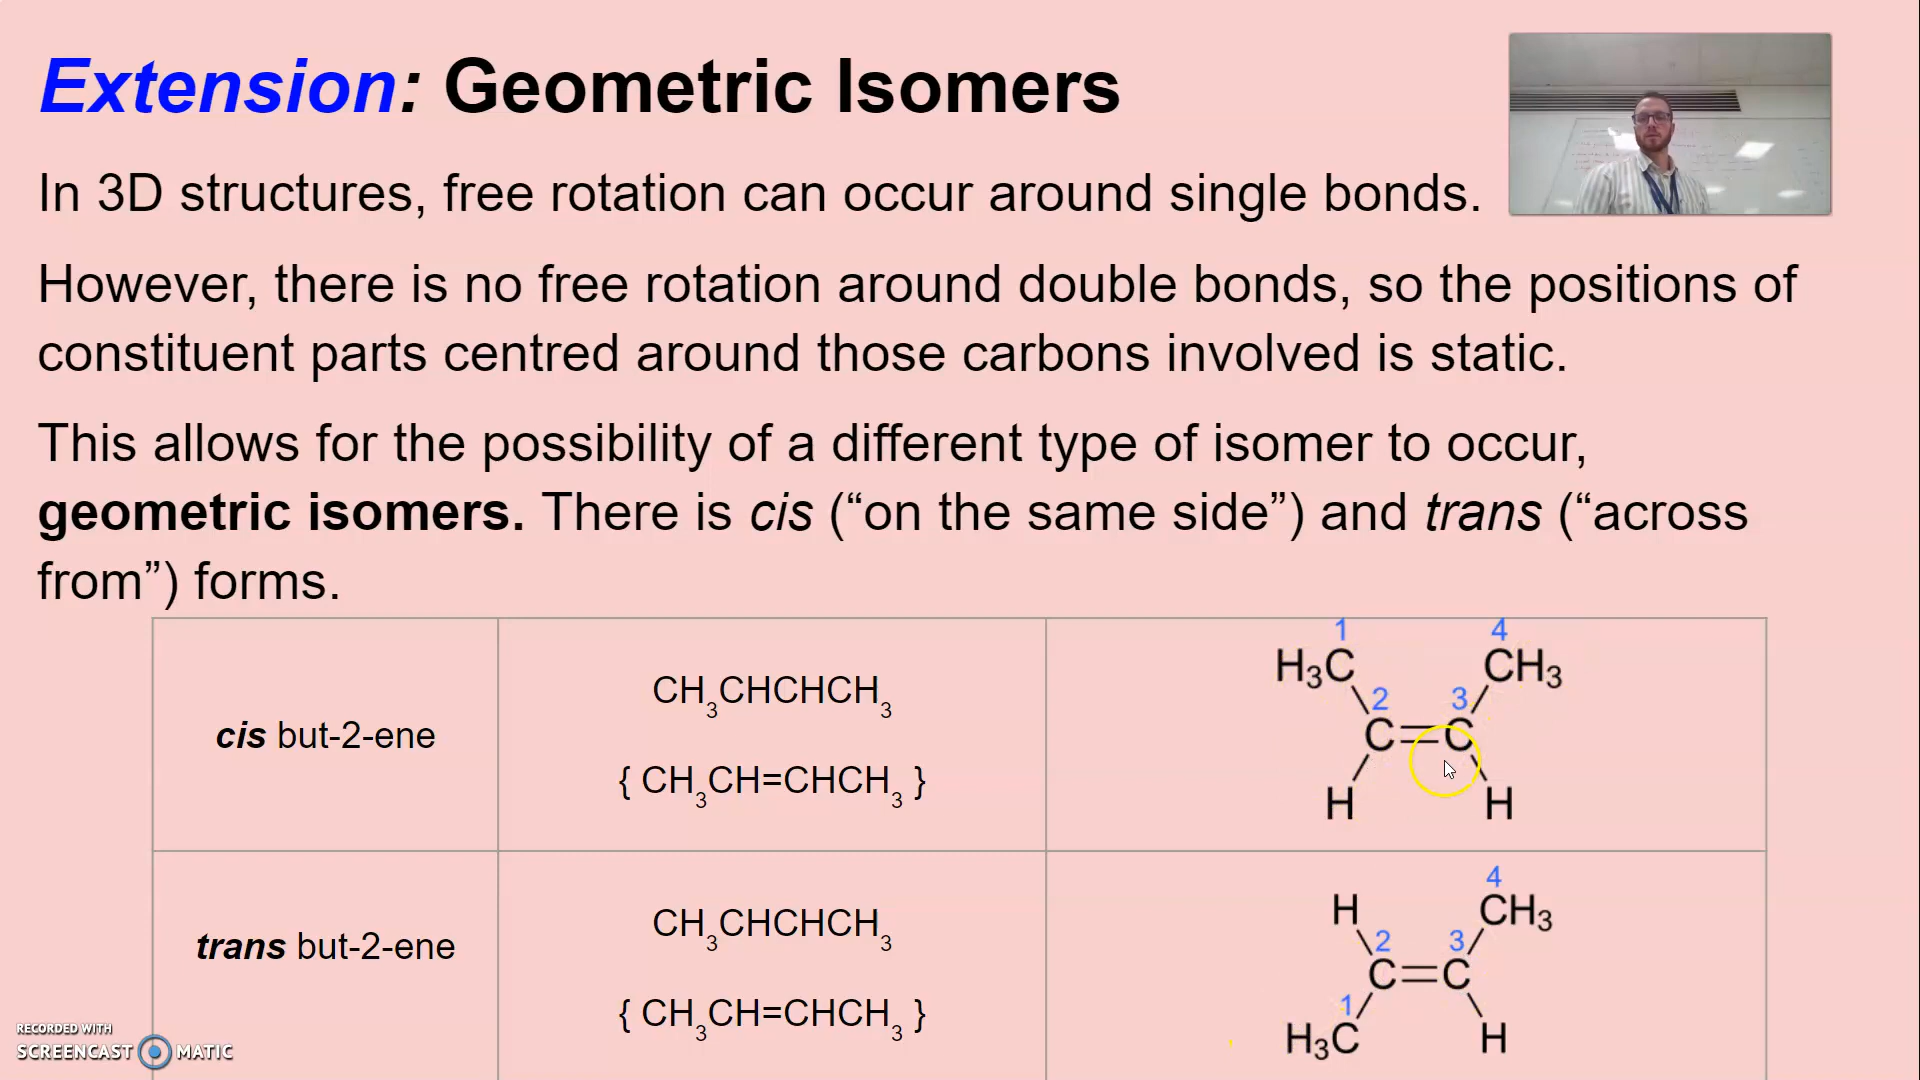 Extension: Geometric Isomers
In 3D structures, free rotation can occur around single bonds.
However, there is no free rotation around double bonds, so the positions of
constituent parts centred around those carbons involved is static.
This allows for the possibility of a different type of isomer to occur,
geometric isomers. There is cis (“on the same side”) and trans (“across
from”) forms.
cis but-2-ene
CH3CHCHCH3
{ CH3CH=CHCH3 }
1 4
H3C CH3
2 3
C=C
H H
trans but-2-ene
CH3CHCHCH3
{ CH3CH=CHCH3 }
4
H CH3
2 3
C=C
1
H3C H
RECORDED WITH
SCREENCAST MATIC